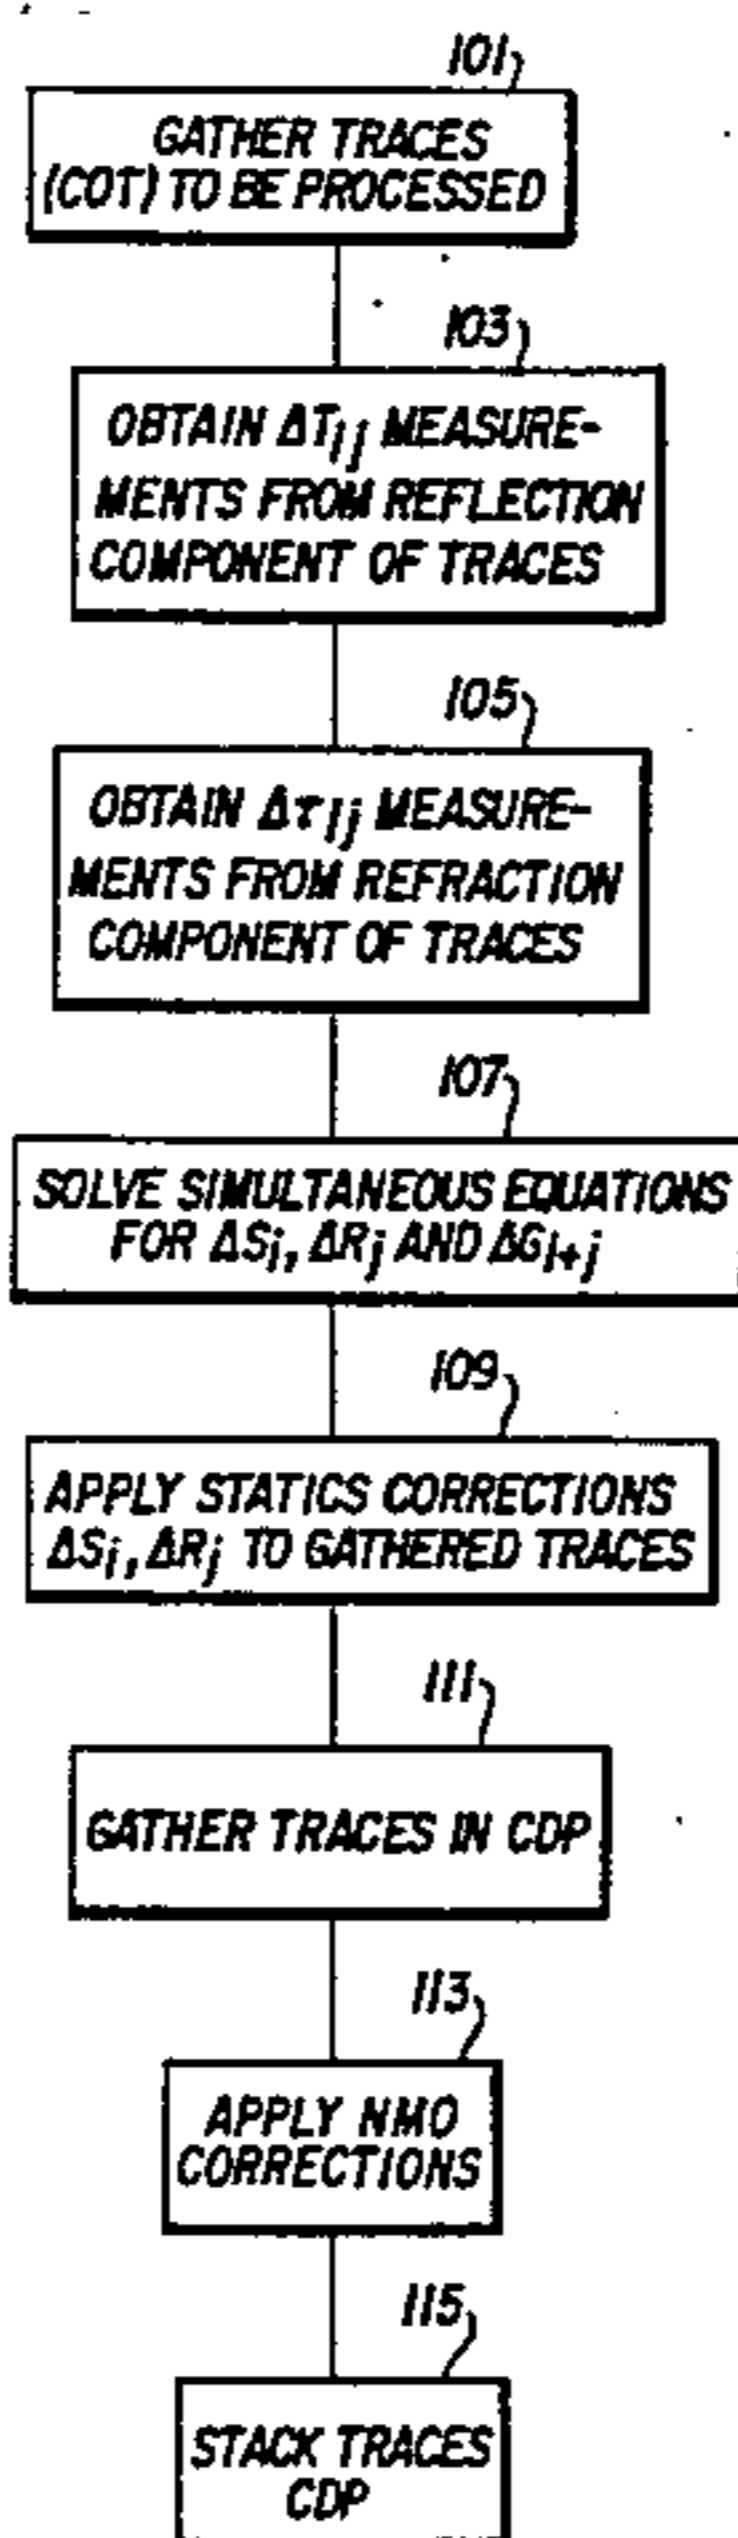 101
GATHER TRACES
(COT) TO BE PROCESSED
103
OBTAIN ΔTij MEASURE-
MENTS FROM REFLECTION
COMPONENT OF TRACES
105
OBTAIN Δτij MEASURE-
MENTS FROM REFRACTION
COMPONENT OF TRACES
107
SOLVE SIMULTANEOUS EQUATIONS
FOR ΔSi, ΔRj AND ΔGi+j
109
APPLY STATICS CORRECTIONS
ΔSi, ΔRj TO GATHERED TRACES
111
GATHER TRACES IN CDP
113
APPLY NMO
CORRECTIONS
115
STACK TRACES
CDP